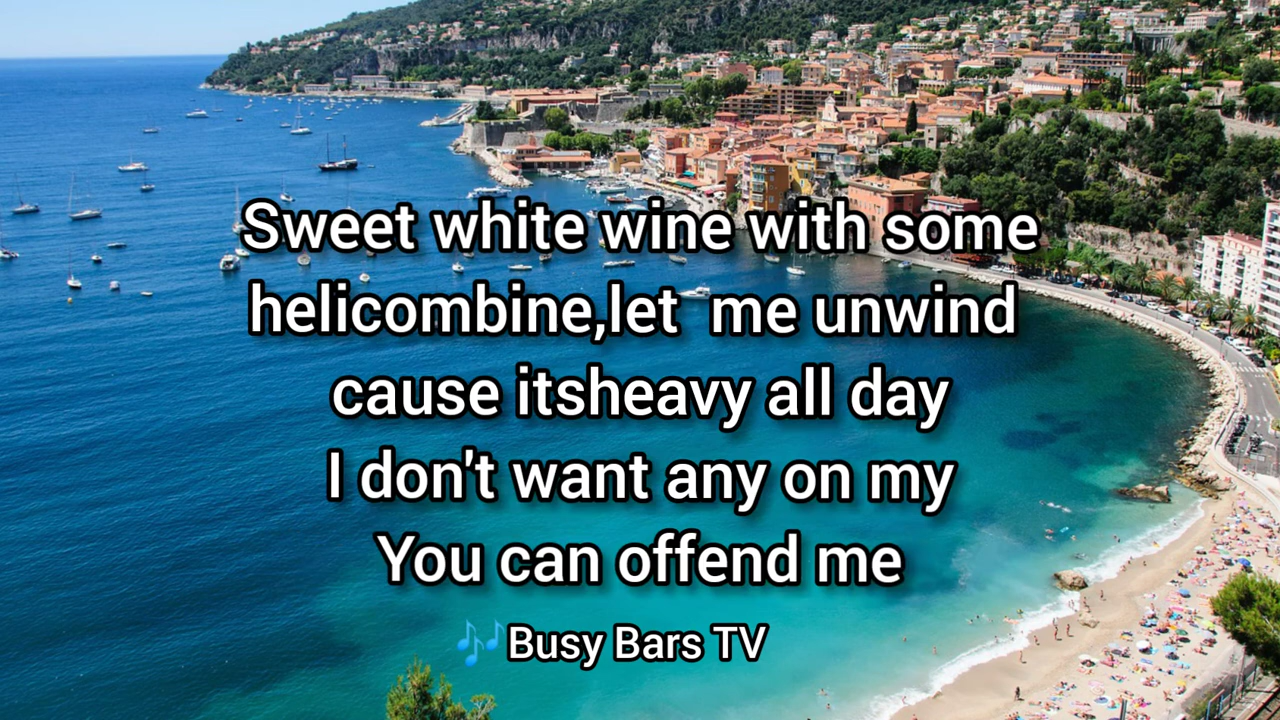 Sweet white wine with some
helicombine,let  me unwind
cause itsheavy all day
I don't want any on my
You can offend me
🎶Busy Bars TV